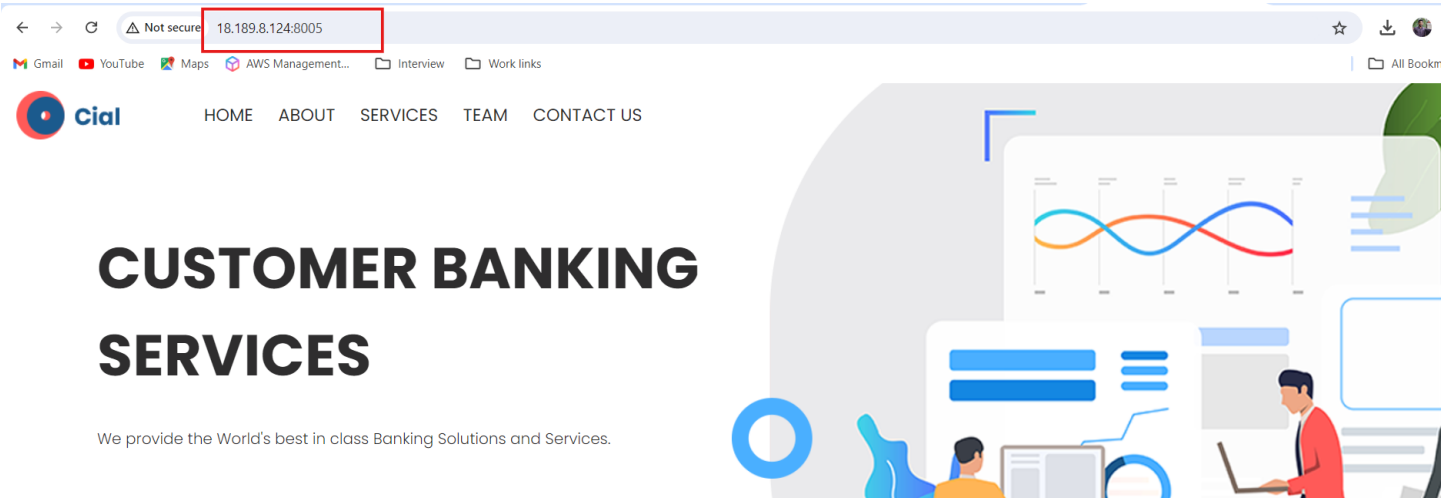 Not secure 18.189.8.124:8005
Gmail YouTube Maps AWS Management... Interview Work links All Bookm
Cial HOME ABOUT SERVICES TEAM CONTACT US
CUSTOMER BANKING
SERVICES
We provide the World's best in class Banking Solutions and Services.